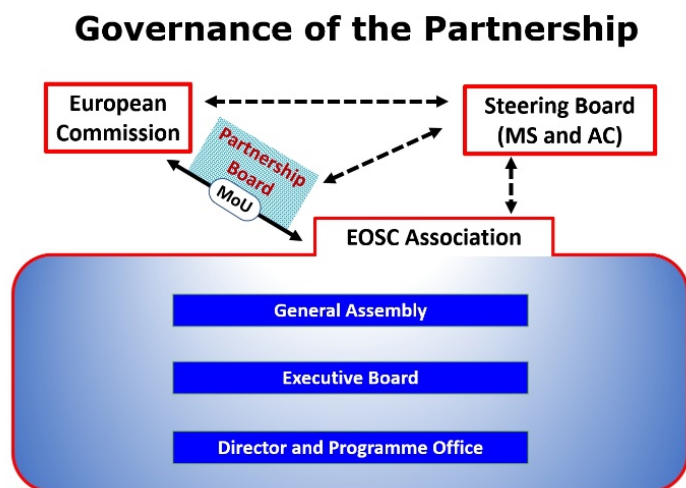 Governance of the Partnership
European
Commission
Steering Board
(MS and AC)
Partnership
Board
MoU
EOSC Association
General Assembly
Executive Board
Director and Programme Office